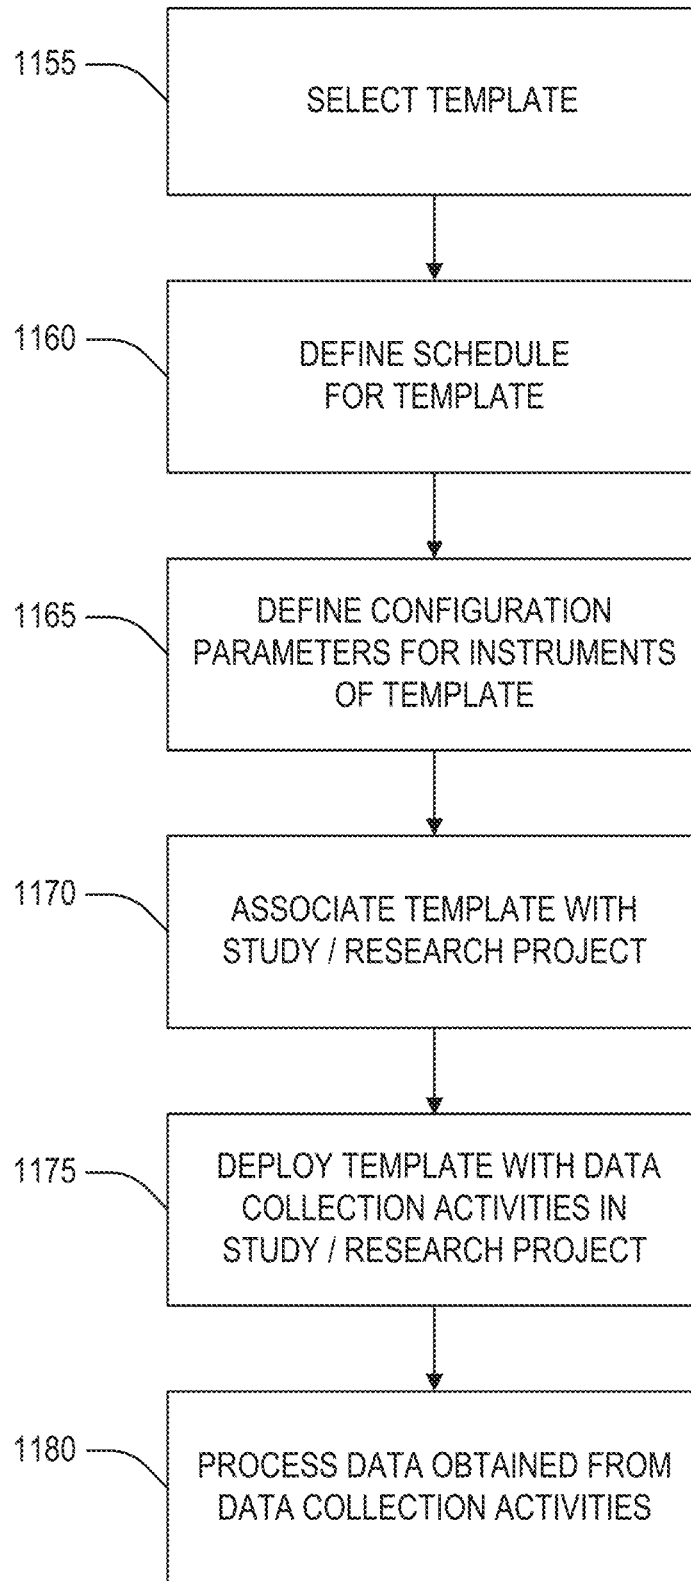 1155
SELECT TEMPLATE
1160
DEFINE SCHEDULE
FOR TEMPLATE
1165
DEFINE CONFIGURATION
PARAMETERS FOR INSTRUMENTS
OF TEMPLATE
1170
ASSOCIATE TEMPLATE WITH
STUDY / RESEARCH PROJECT
1175
DEPLOY TEMPLATE WITH DATA
COLLECTION ACTIVITIES IN
STUDY / RESEARCH PROJECT
1180
PROCESS DATA OBTAINED FROM
DATA COLLECTION ACTIVITIES